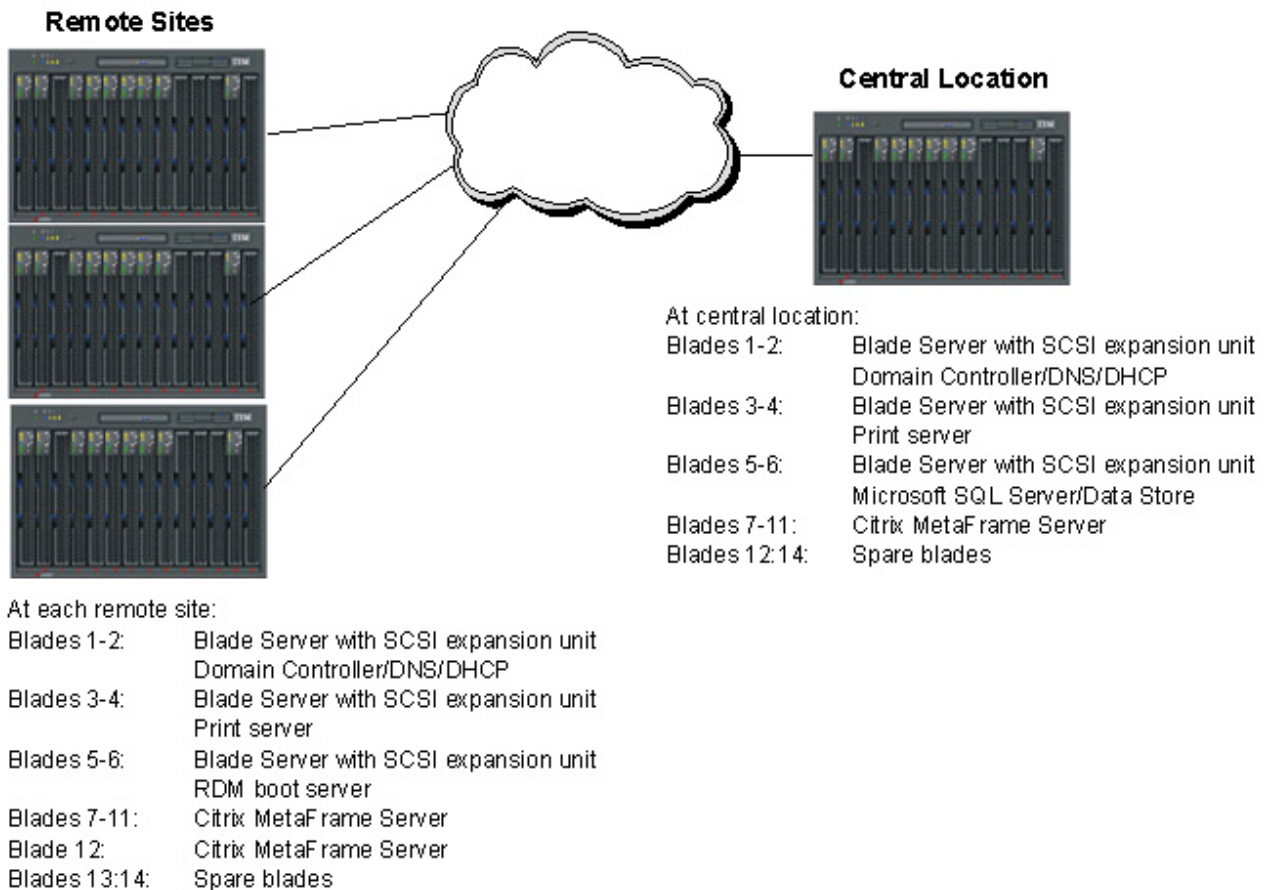 Remote Sites
IBM
IBM
IBM
At each remote site:
Blades 1-2: Blade Server with SCSI expansion unit
Domain Controller/DNS/DHCP
Blades 3-4: Blade Server with SCSI expansion unit
Print server
Blades 5-6: Blade Server with SCSI expansion unit
RDM boot server
Blades 7-11: Citrix MetaFrame Server
Blade 12: Citrix MetaFrame Server
Blades 13:14: Spare blades
Central Location
IBM
At central location:
Blades 1-2: Blade Server with SCSI expansion unit
Domain Controller/DNS/DHCP
Blades 3-4: Blade Server with SCSI expansion unit
Print server
Blades 5-6: Blade Server with SCSI expansion unit
Microsoft SQL Server/Data Store
Blades 7-11: Citrix MetaFrame Server
Blades 12:14: Spare blades